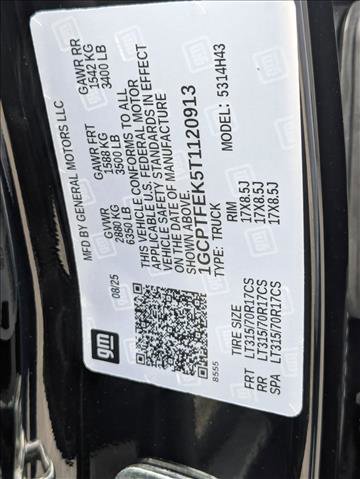 MFD BY GENERAL MOTORS LLC
08/25
GVWR
2880 KG
6350 LB
GAWR FRT
1588 KG
3500 LB
GAWR RR
1542 KG
3400 LB
THIS VEHICLE CONFORMS TO ALL
APPLICABLE U.S. FEDERAL MOTOR
VEHICLE SAFETY STANDARDS IN EFFECT
ON THE DATE OF MANUFACTURE
1GCPTFEK5T1120913
TYPE: TRUCK
MODEL: 5314H43
gm
8555
TIRE SIZE
RIM
FRT LT315/70R17CS 17X8.5J
RR LT315/70R17CS 17X8.5J
SPA LT315/70R17CS 17X8.5J